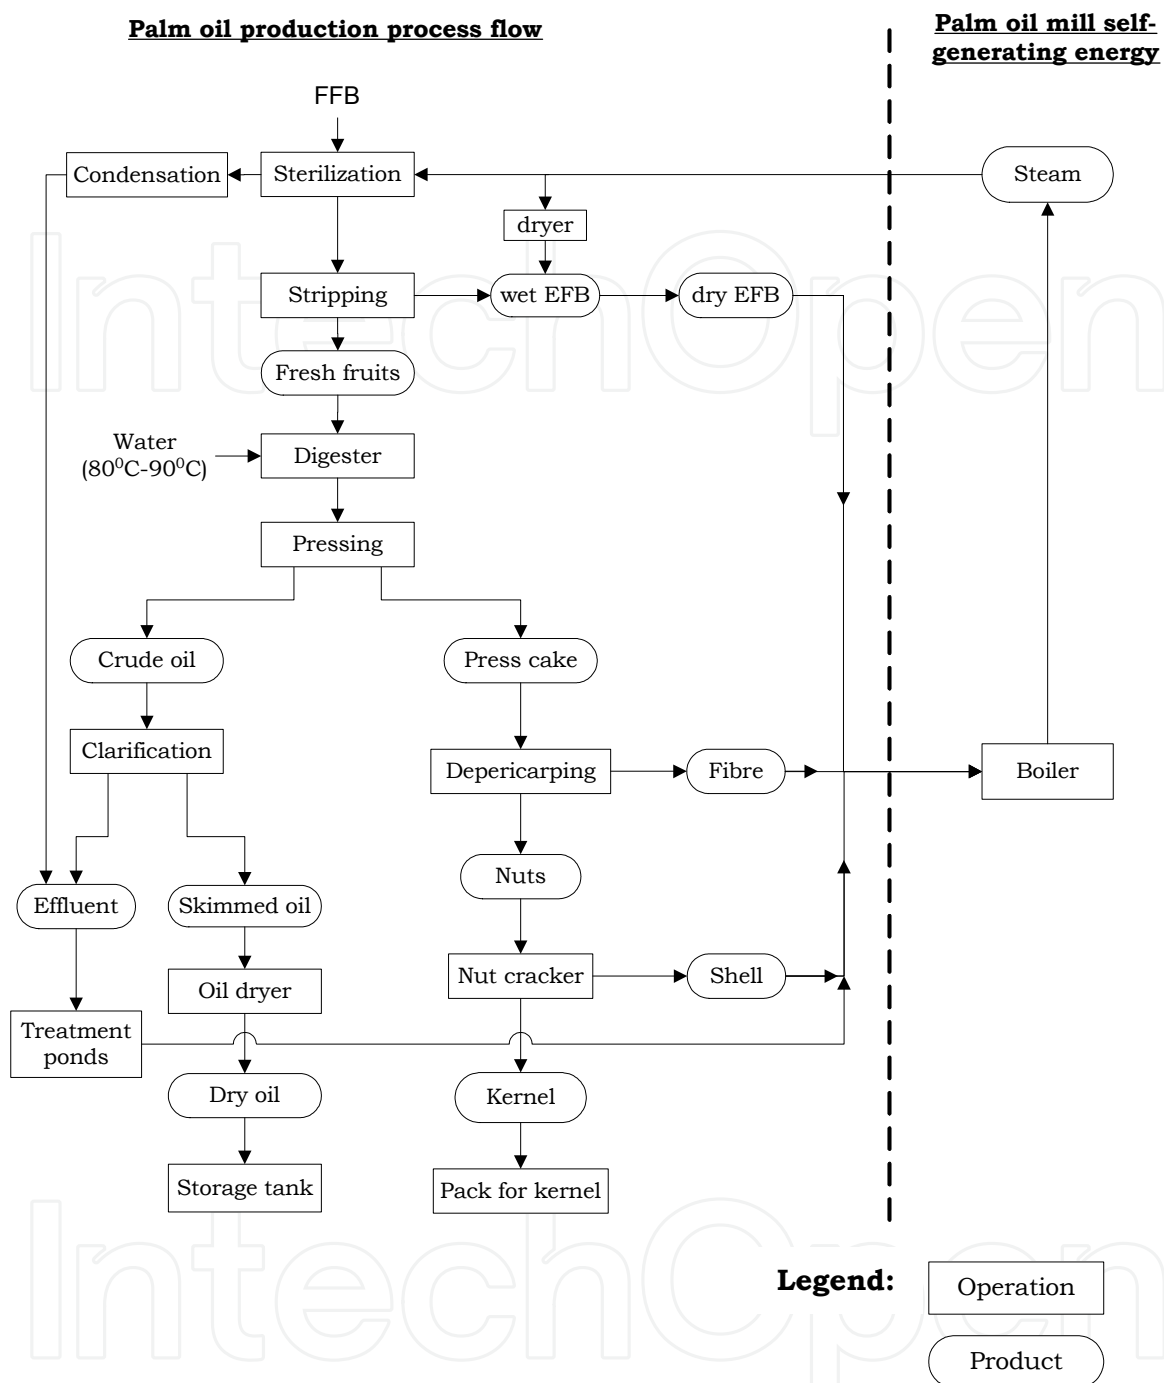 Palm oil production process flow
Palm oil mill self-
generating energy
FFB
Condensation
Sterilization
Steam
dryer
Stripping
wet EFB
dry EFB
Fresh fruits
Water
(80⁰C-90⁰C)
Digester
Pressing
Crude oil
Press cake
Clarification
Depericarping
Fibre
Boiler
Nuts
Effluent
Skimmed oil
Nut cracker
Shell
Oil dryer
Treatment
ponds
Dry oil
Kernel
Storage tank
Pack for kernel
Legend:
Operation
Product
IntechOpen
IntechOpen